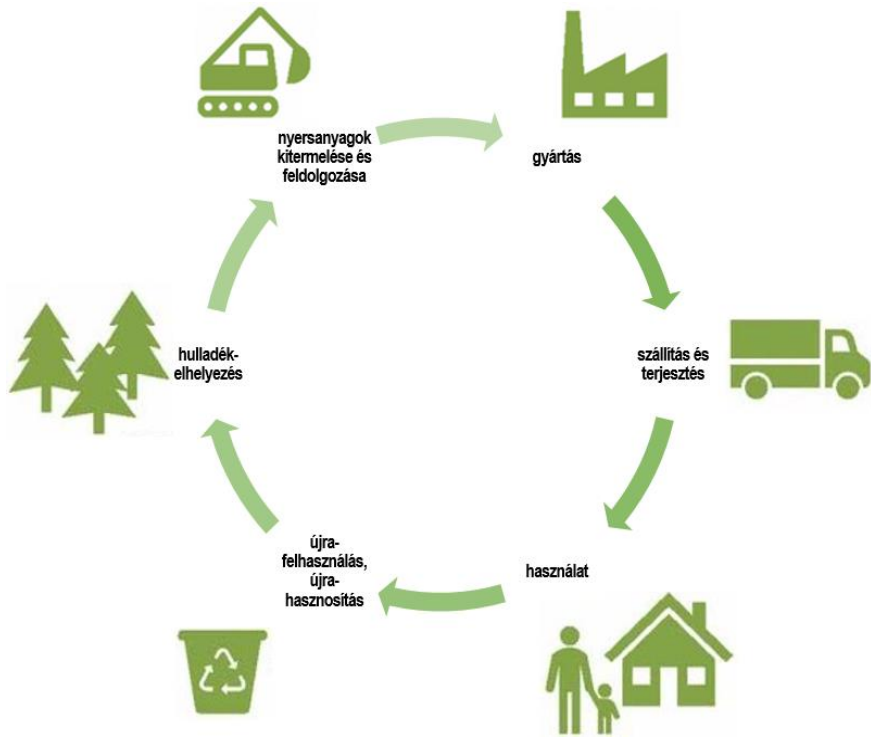 nyersanyagok
kitermelése és
feldolgozása
gyártás
szállítás és
terjesztés
használat
újra-
felhasználás,
újra-
hasznosítás
hulladék-
elhelyezés